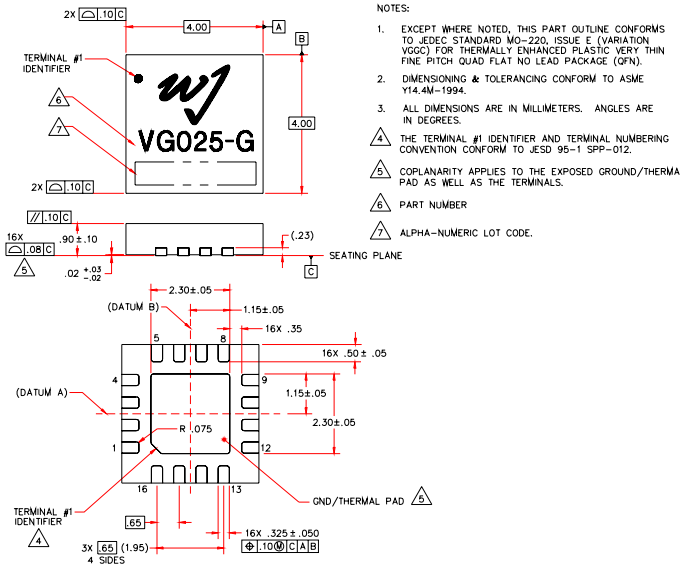 2X ⌓ .10 C
4.00
A
B
TERMINAL #1
IDENTIFIER
wj
VG025-G
6
7
4.00
2X ⌓ .10 C
// .10 C
16X
⌓ .08 C
5
.90±.10
.02 +.03
-.02
(.23)
SEATING PLANE
C
2.30±.05
(DATUM B)
1.15±.05
16X .35
5
8
16X .50±.05
4
9
1.15±.05
(DATUM A)
2.30±.05
R .075
1
12
16
13
GND/THERMAL PAD
5
TERMINAL #1
IDENTIFIER
4
.65
16X .325±.050
⌖ .10Ⓜ C A B
3X .65 (1.95)
4 SIDES
NOTES:
1. EXCEPT WHERE NOTED, THIS PART OUTLINE CONFORMS
TO JEDEC STANDARD MO-220, ISSUE E (VARIATION
VGGC) FOR THERMALLY ENHANCED PLASTIC VERY THIN
FINE PITCH QUAD FLAT NO LEAD PACKAGE (QFN).
2. DIMENSIONING & TOLERANCING CONFORM TO ASME
Y14.4M-1994.
3. ALL DIMENSIONS ARE IN MILLIMETERS. ANGLES ARE
IN DEGREES.
4 THE TERMINAL #1 IDENTIFIER AND TERMINAL NUMBERING
CONVENTION CONFORM TO JESD 95-1 SPP-012.
5 COPLANARITY APPLIES TO THE EXPOSED GROUND/THERMA
PAD AS WELL AS THE TERMINALS.
6 PART NUMBER
7 ALPHA-NUMERIC LOT CODE.